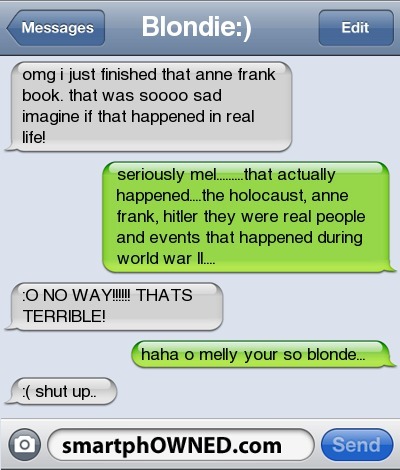 Messages
Blondie:)
Edit
omg i just finished that anne frank
book. that was soooo sad
imagine if that happened in real
life!
seriously mel.........that actually
happened....the holocaust, anne
frank, hitler they were real people
and events that happened during
world war II....
:O NO WAY!!!!!! THATS
TERRIBLE!
haha o melly your so blonde...
:( shut up..
smartphOWNED.com
Send